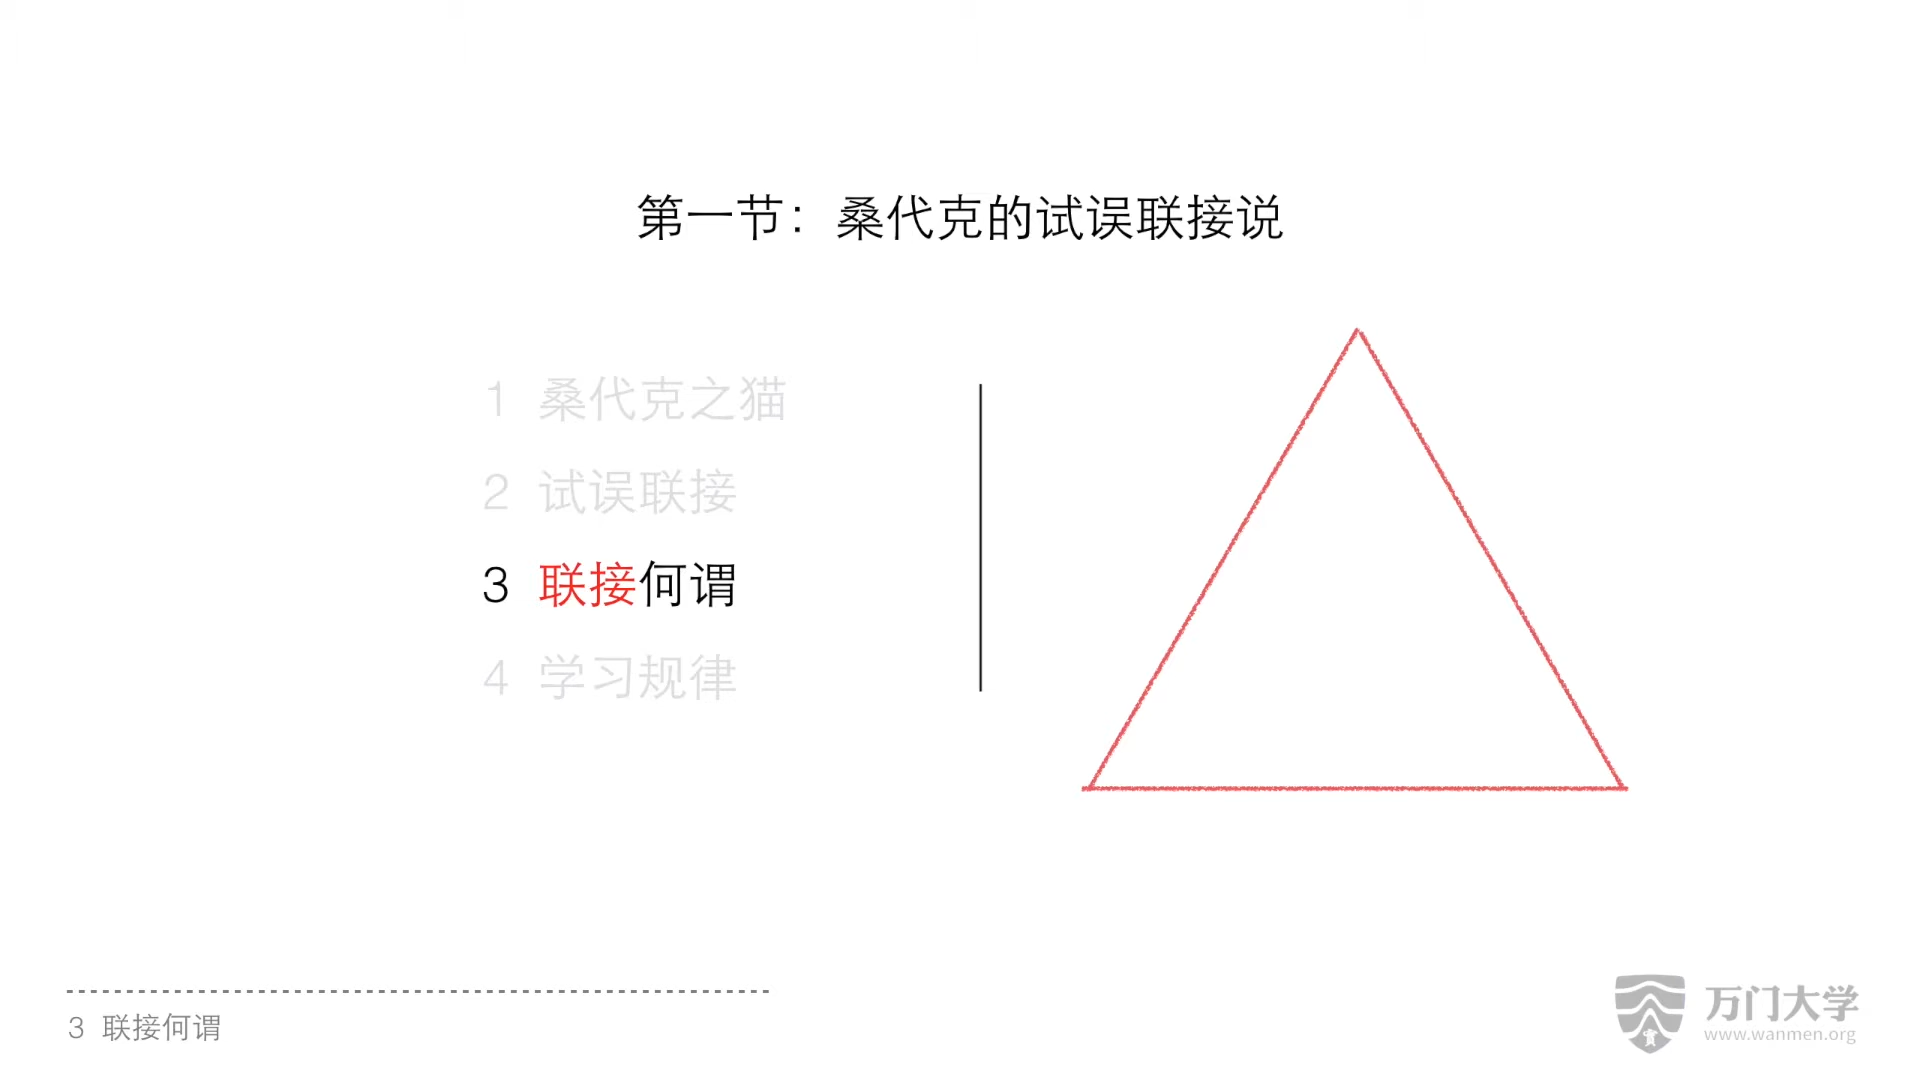 第一节：桑代克的试误联接说
1 桑代克之猫
2 试误联接
3 联接何谓
4 学习规律
3 联接何谓
万门大学
www.wanmen.org